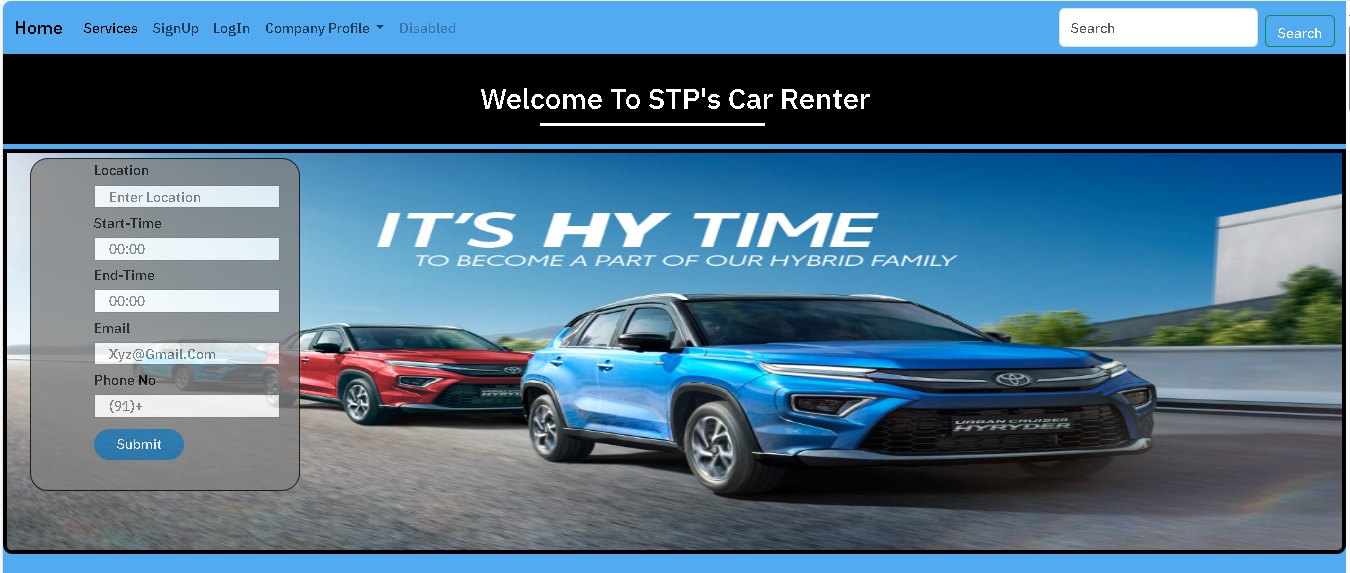 Home Services SignUp LogIn Company Profile Disabled Search Search
Welcome To STP's Car Renter
Location
Enter Location
Start-Time
00:00
End-Time
00:00
Email
Xyz@Gmail.Com
Phone No
(91)+
Submit
IT'S HY TIME
TO BECOME A PART OF OUR HYBRID FAMILY
URBAN CRUISER
HYRYDER